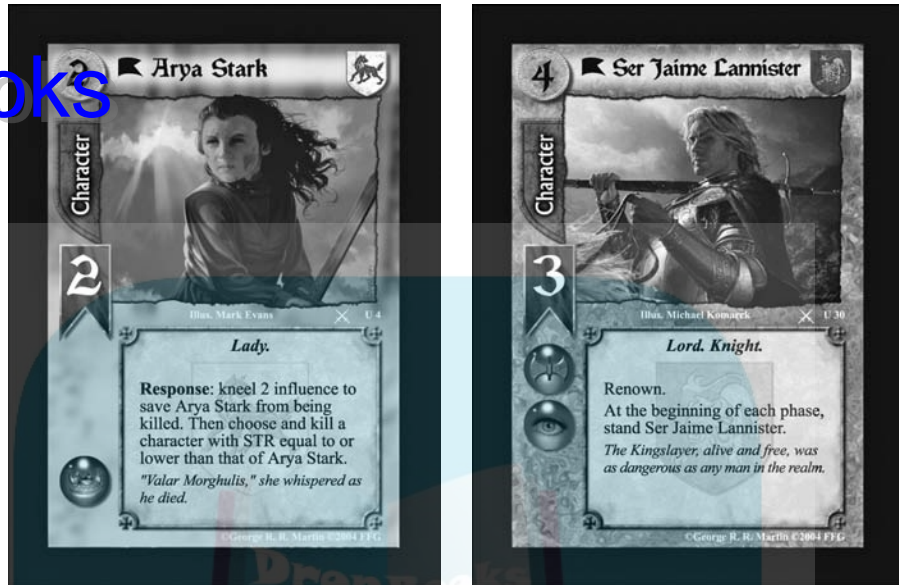 oks
2
Arya Stark
Character
2
Illus. Mark Evans
U 4
Lady.
Response: kneel 2 influence to
save Arya Stark from being
killed. Then choose and kill a
character with STR equal to or
lower than that of Arya Stark.
"Valar Morghulis," she whispered as
he died.
©George R. R. Martin ©2004 FFG
4
Ser Jaime Lannister
Character
3
Illus. Michael Komarck
U 30
Lord. Knight.
Renown.
At the beginning of each phase,
stand Ser Jaime Lannister.
The Kingslayer, alive and free, was
as dangerous as any man in the realm.
©George R. R. Martin ©2004 FFG